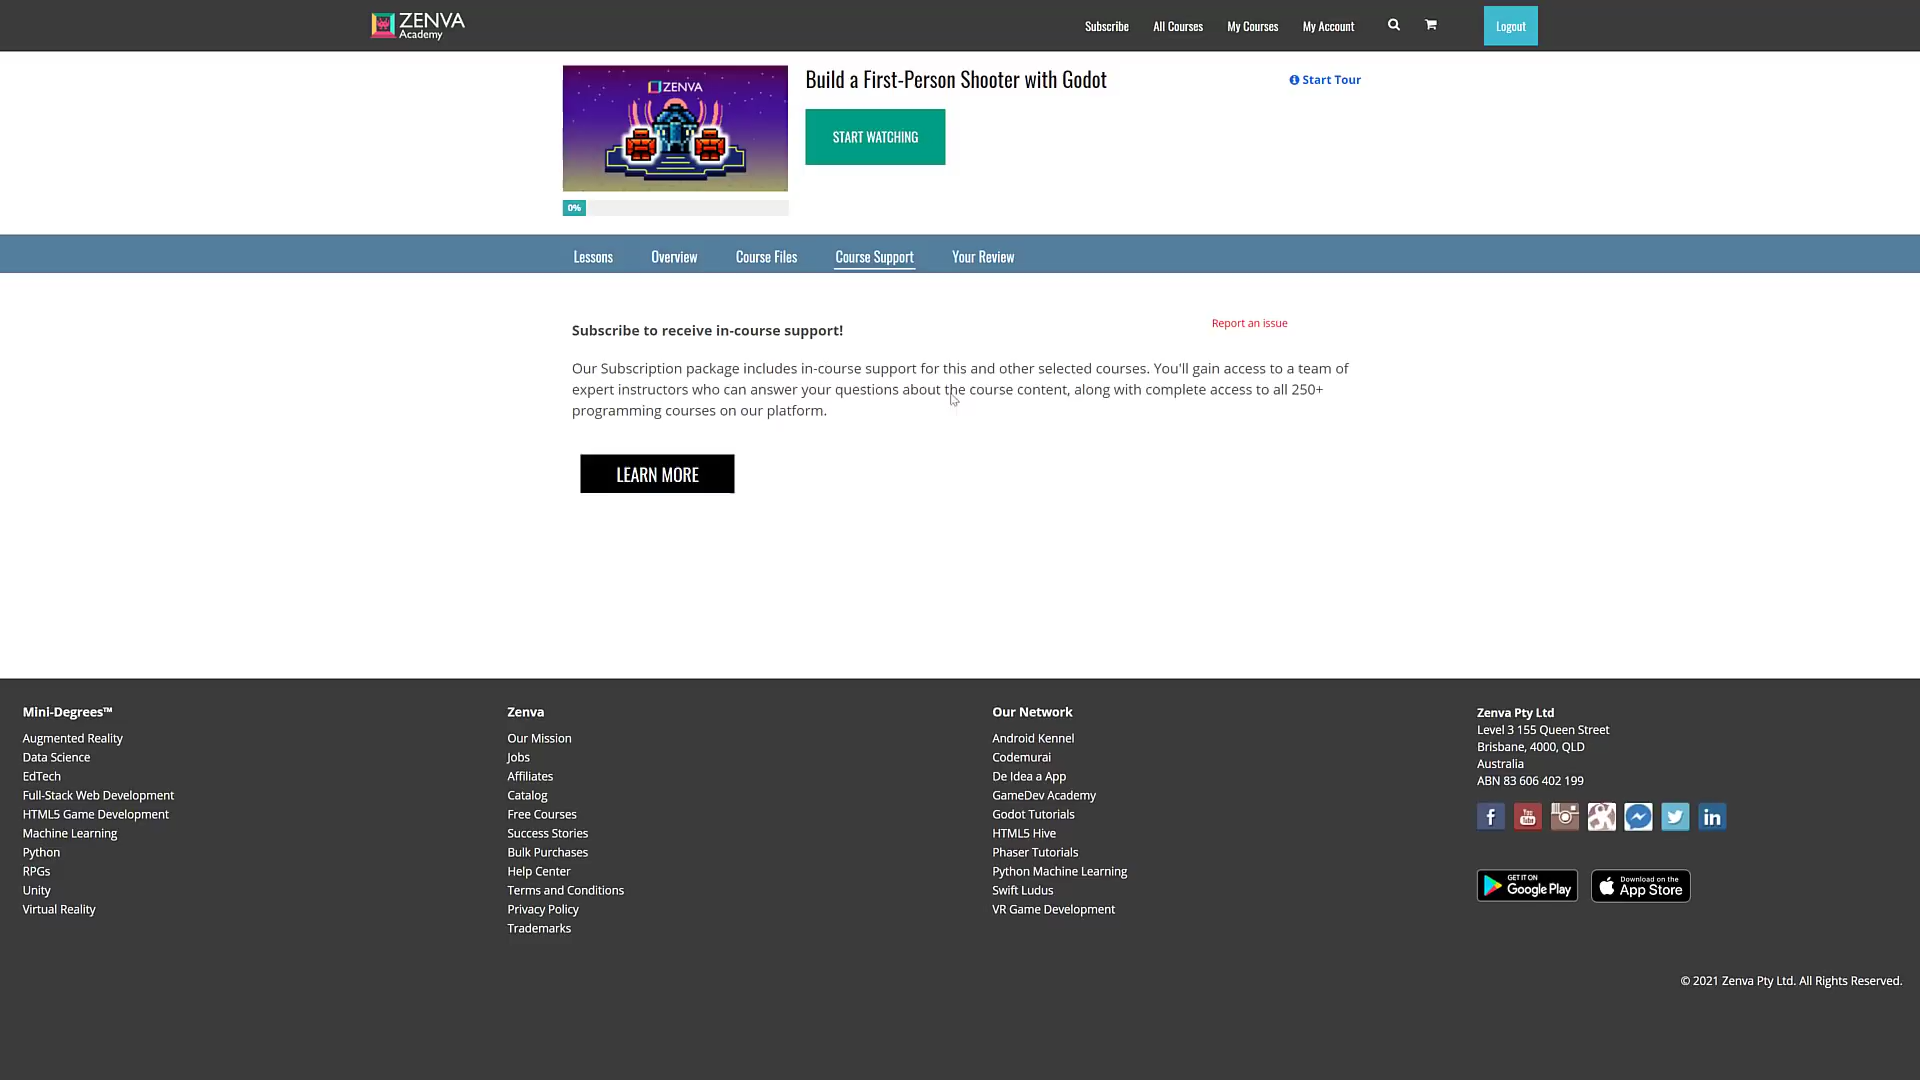 ZENVA
Academy
Subscribe
All Courses
My Courses
My Account
Logout
ZENVA
Build a First-Person Shooter with Godot
Start Tour
START WATCHING
0%
Lessons
Overview
Course Files
Course Support
Your Review
Subscribe to receive in-course support!
Report an issue
Our Subscription package includes in-course support for this and other selected courses. You'll gain access to a team of
expert instructors who can answer your questions about the course content, along with complete access to all 250+
programming courses on our platform.
LEARN MORE
Mini-Degrees™
Augmented Reality
Data Science
EdTech
Full-Stack Web Development
HTML5 Game Development
Machine Learning
Python
RPGs
Unity
Virtual Reality
Zenva
Our Mission
Jobs
Affiliates
Catalog
Free Courses
Success Stories
Bulk Purchases
Help Center
Terms and Conditions
Privacy Policy
Trademarks
Our Network
Android Kennel
Codemurai
De Idea a App
GameDev Academy
Godot Tutorials
HTML5 Hive
Phaser Tutorials
Python Machine Learning
Swift Ludus
VR Game Development
Zenva Pty Ltd
Level 3 155 Queen Street
Brisbane, 4000, QLD
Australia
ABN 83 606 402 199
GET IT ON
Google Play
Download on the
App Store
© 2021 Zenva Pty Ltd. All Rights Reserved.